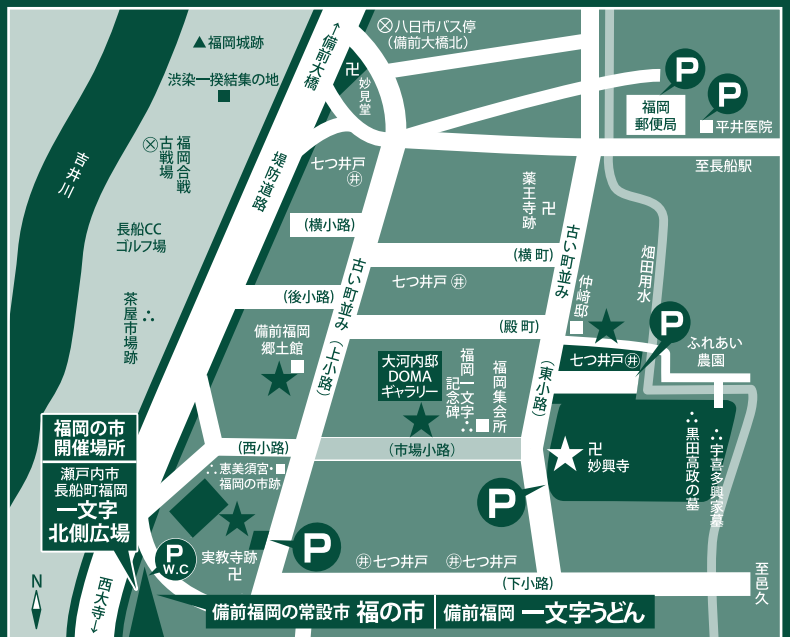 ▲福岡城跡
渋染一揆結集の地
福岡合戦
古戦場
吉井川
長船CC
ゴルフ場
茶屋市場跡
←備前大橋
堤防道路
八日市バス停
(備前大橋北)
卍
妙見堂
七つ井戸
井
(横小路)
(後小路)
古い町並み(上小路)
備前福岡
郷土館
薬王寺跡
卍
(横町)
七つ井戸 井
(殿町)
大河内邸
DOMA
ギャラリー
福岡一文字
記念碑
福岡集会所
(市場小路)
(西小路)
恵美須宮・
福岡の市跡
実教寺跡
卍
P
福岡
郵便局
P
P
平井医院
至長船駅
古い町並み
仲﨑邸
(東小路)
畑田用水
P
七つ井戸 井
ふれあい
農園
卍
妙興寺
黒田高政の墓
宇喜多興家墓
P
P
井 七つ井戸
井 七つ井戸
(下小路)
至邑久
福岡の市
開催場所
瀬戸内市
長船町福岡
一文字
北側広場
P
W.C
N
西大寺→
備前福岡の常設市 福の市
備前福岡 一文字うどん